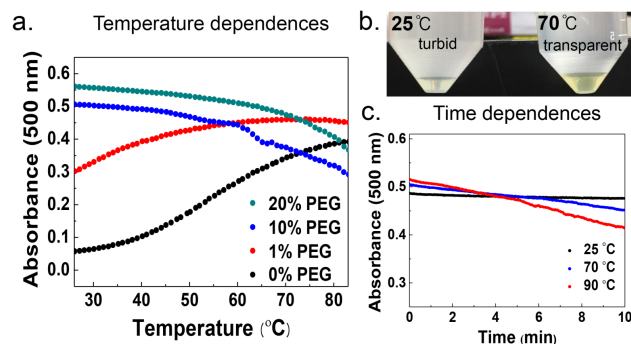 a.
Temperature dependences
Absorbance (500 nm)
0.6
0.5
0.4
0.3
0.2
0.1
0.0
20% PEG
10% PEG
1% PEG
0% PEG
30 40 50 60 70 80
Temperature (°C)
b.
25 °C
turbid
70 °C
transparent
5
c.
Time dependences
Absorbance (500 nm)
0.6
0.5
0.4
0.3
25 °C
70 °C
90 °C
0 2 4 6 8 10
Time (min)